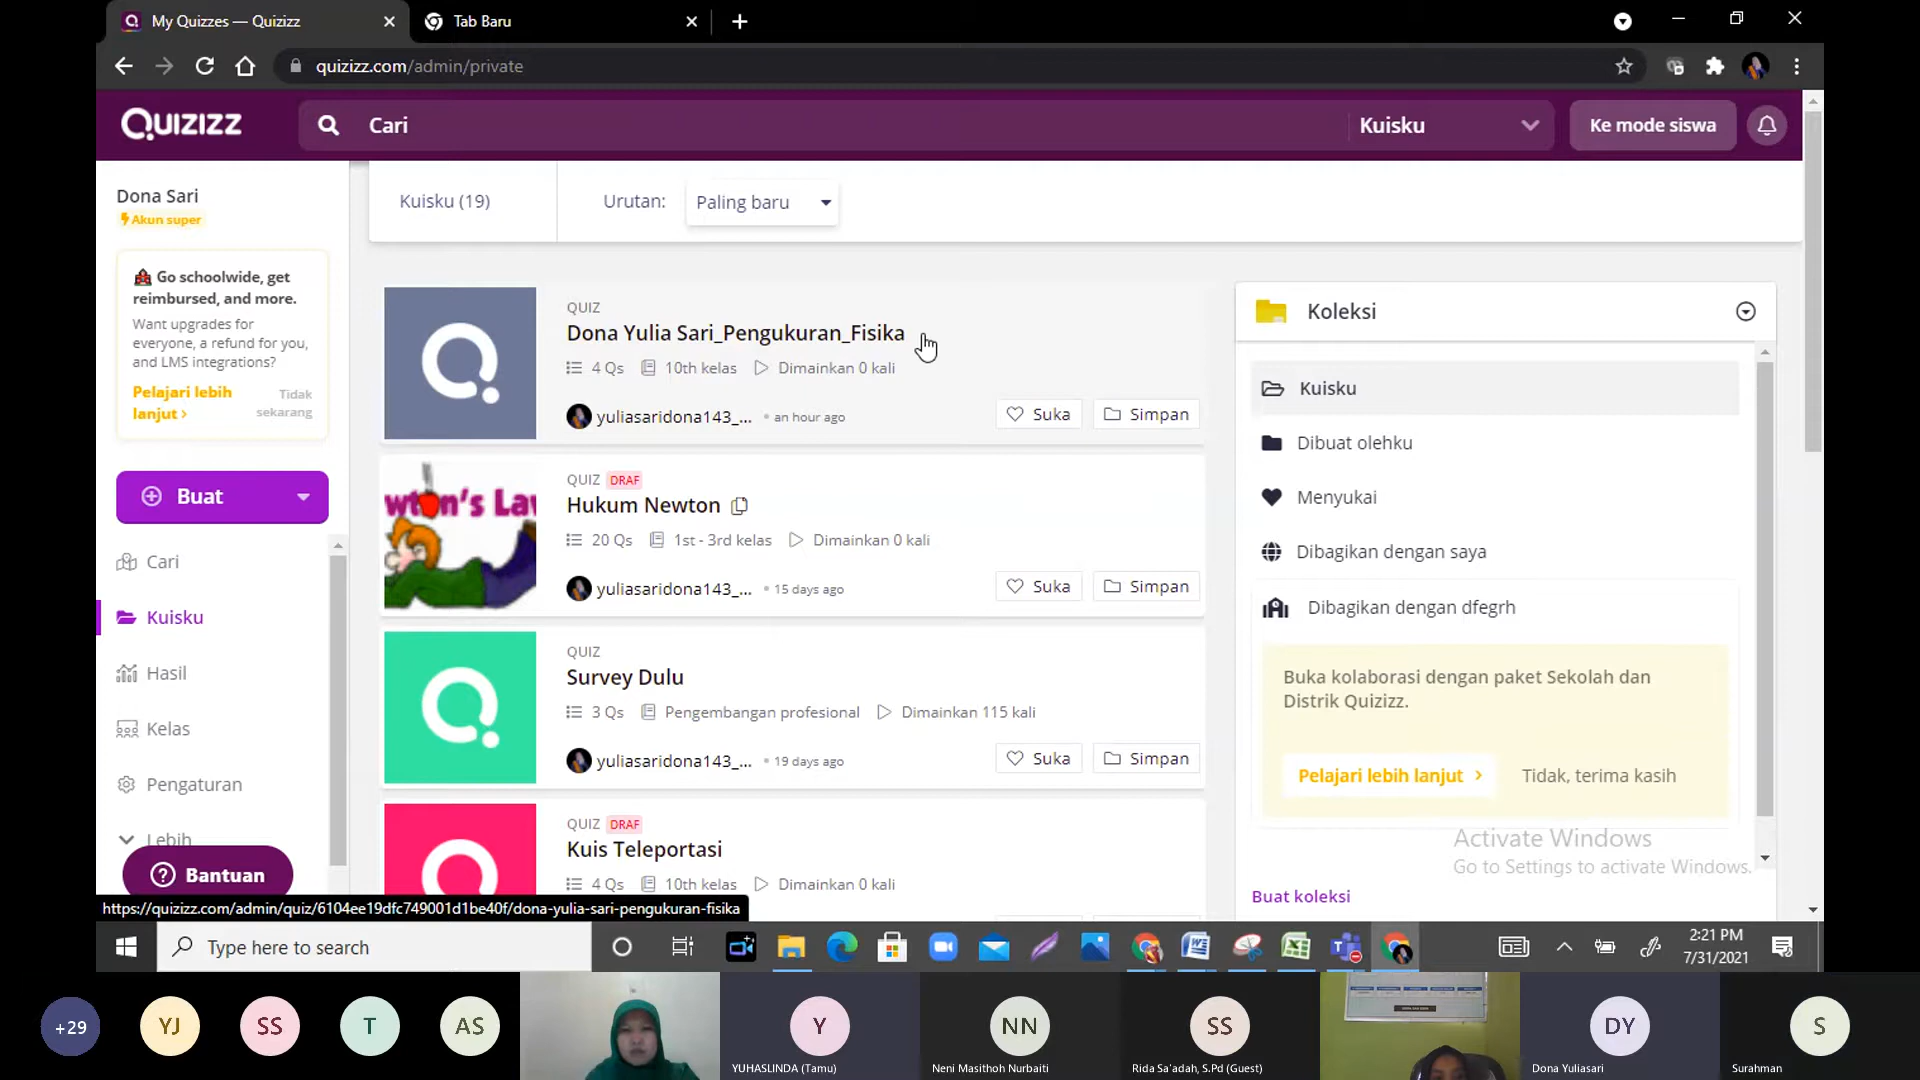 My Quizzes — Quizizz
Tab Baru
quizizz.com/admin/private
QUIZIZZ
Cari
Kuisku
Ke mode siswa
Dona Sari
Akun super
Go schoolwide, get
reimbursed, and more.
Want upgrades for
everyone, a refund for you,
and LMS integrations?
Pelajari lebih
lanjut ›
Tidak
sekarang
Buat
Cari
Kuisku
Hasil
Kelas
Pengaturan
Lebih
Bantuan
Kuisku (19)
Urutan:
Paling baru
QUIZ
Dona Yulia Sari_Pengukuran_Fisika
4 Qs 10th kelas Dimainkan 0 kali
yuliasaridona143_... • an hour ago
Suka
Simpan
QUIZ DRAF
wton's La
Hukum Newton
20 Qs 1st - 3rd kelas Dimainkan 0 kali
yuliasaridona143_... • 15 days ago
Suka
Simpan
QUIZ
Survey Dulu
3 Qs Pengembangan profesional Dimainkan 115 kali
yuliasaridona143_... • 19 days ago
Suka
Simpan
QUIZ DRAF
Kuis Teleportasi
4 Qs 10th kelas Dimainkan 0 kali
Koleksi
Kuisku
Dibuat olehku
Menyukai
Dibagikan dengan saya
Dibagikan dengan dfegrh
Buka kolaborasi dengan paket Sekolah dan
Distrik Quizizz.
Pelajari lebih lanjut ›
Tidak, terima kasih
Activate Windows
Go to Settings to activate Windows.
Buat koleksi
https://quizizz.com/admin/quiz/6104ee19dfc749001d1be40f/dona-yulia-sari-pengukuran-fisika
Type here to search
2:21 PM
7/31/2021
+29
YJ
SS
T
AS
Y
YUHASLINDA (Tamu)
NN
Neni Masithoh Nurbaiti
SS
Rida Sa'adah, S.Pd (Guest)
DY
Dona Yuliasari
S
Surahman